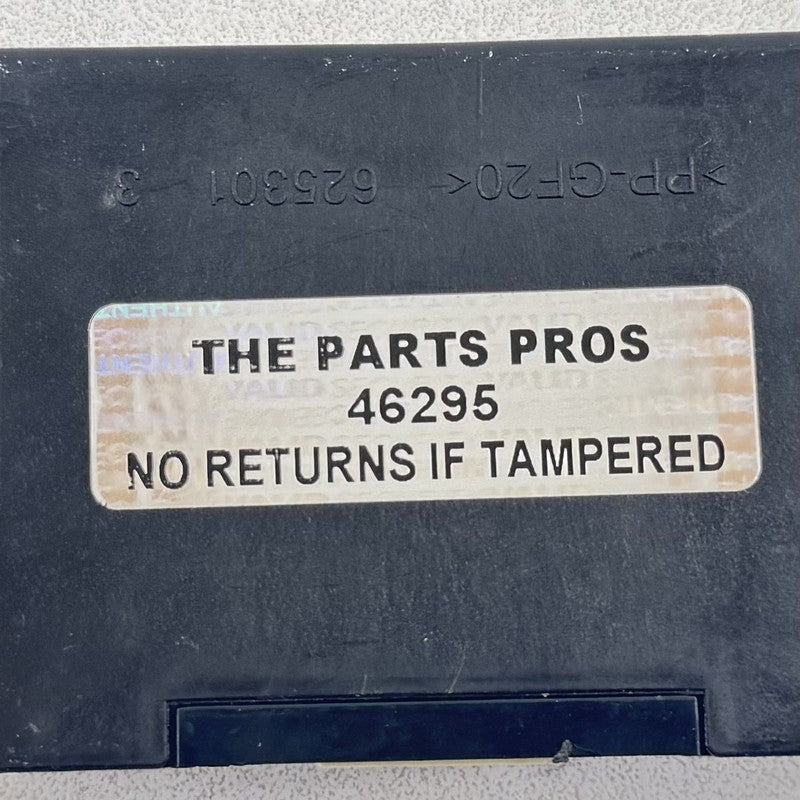 >PP-GF20< 625301 3
THE PARTS PROS
46295
NO RETURNS IF TAMPERED